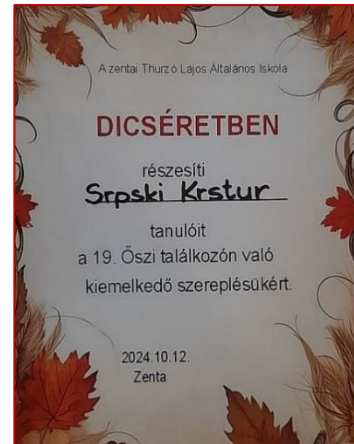 A zentai Thurzó Lajos Általános Iskola
DICSÉRETBEN
részesíti
Srpski Krstur
tanulóit
a 19. Őszi találkozón való
kiemelkedő szereplésükért.
2024.10.12.
Zenta